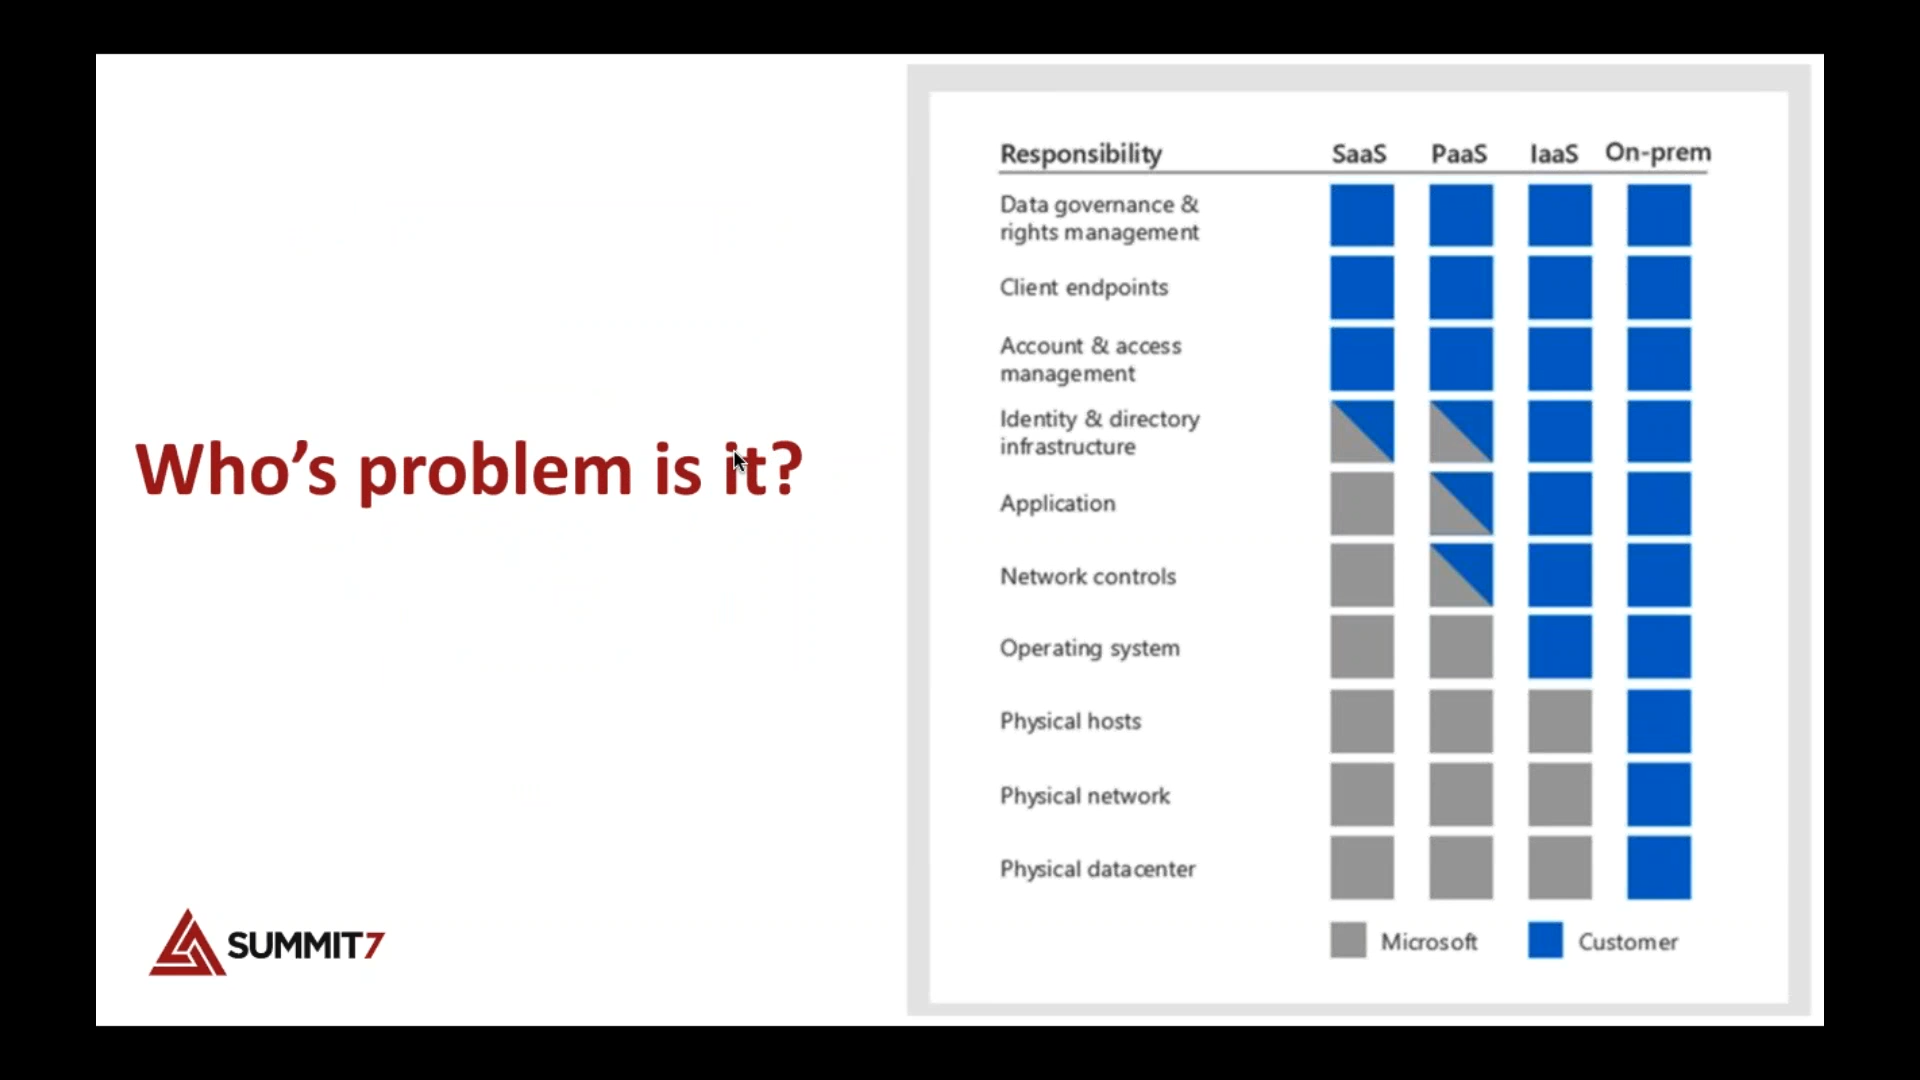 Who's problem is it?
SUMMIT7
Responsibility SaaS PaaS IaaS On-prem
Data governance &
rights management
Client endpoints
Account & access
management
Identity & directory
infrastructure
Application
Network controls
Operating system
Physical hosts
Physical network
Physical datacenter
Microsoft Customer